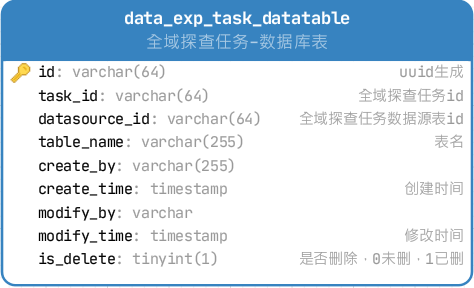 data_exp_task_datatable
全域探查任务-数据库表
id: varchar(64) uuid生成
task_id: varchar(64) 全域探查任务id
datasource_id: varchar(64) 全域探查任务数据源表id
table_name: varchar(255) 表名
create_by: varchar(255)
create_time: timestamp 创建时间
modify_by: varchar
modify_time: timestamp 修改时间
is_delete: tinyint(1) 是否删除·0未删·1已删